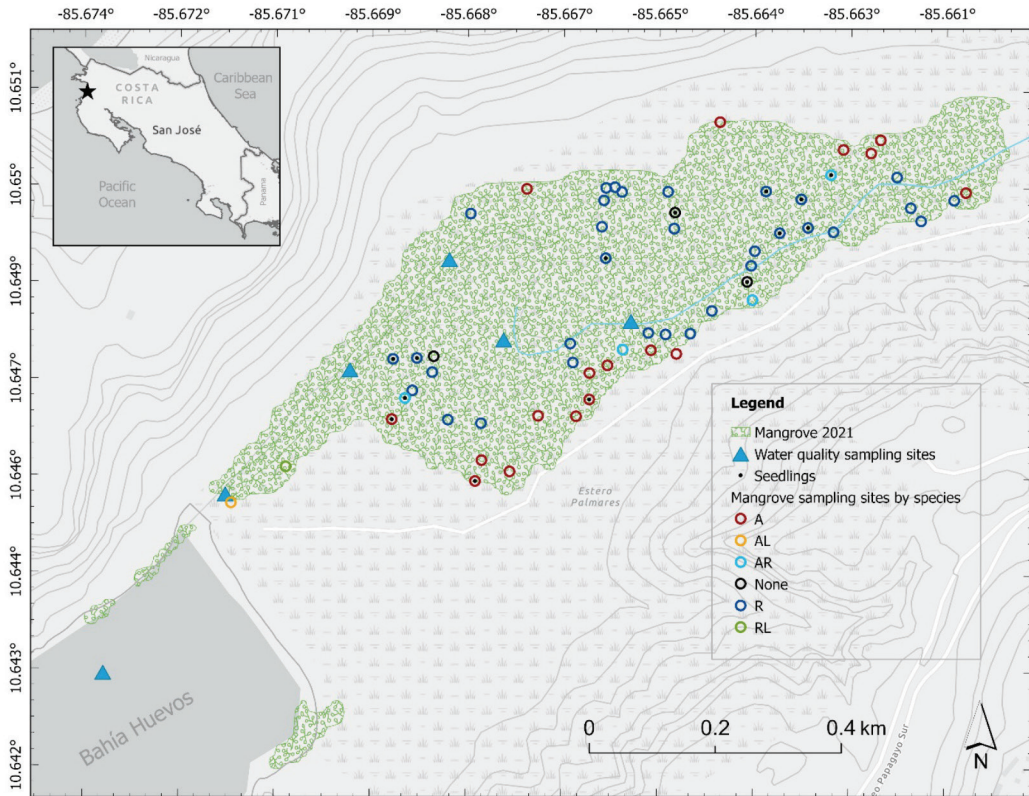 -85.674° -85.672° -85.671° -85.669° -85.668° -85.667° -85.665° -85.664° -85.663° -85.661°
10.651°
10.65°
10.649°
10.647°
10.646°
10.644°
10.643°
10.642°
Nicaragua
Caribbean
Sea
COSTA
RICA
San José
Pacific
Ocean
Panama
Estero
Palmares
Bahía Huevos
Legend
Mangrove 2021
Water quality sampling sites
Seedlings
Mangrove sampling sites by species
A
AL
AR
None
R
RL
0 0.2 0.4 km
N
eo Papagayo Sur